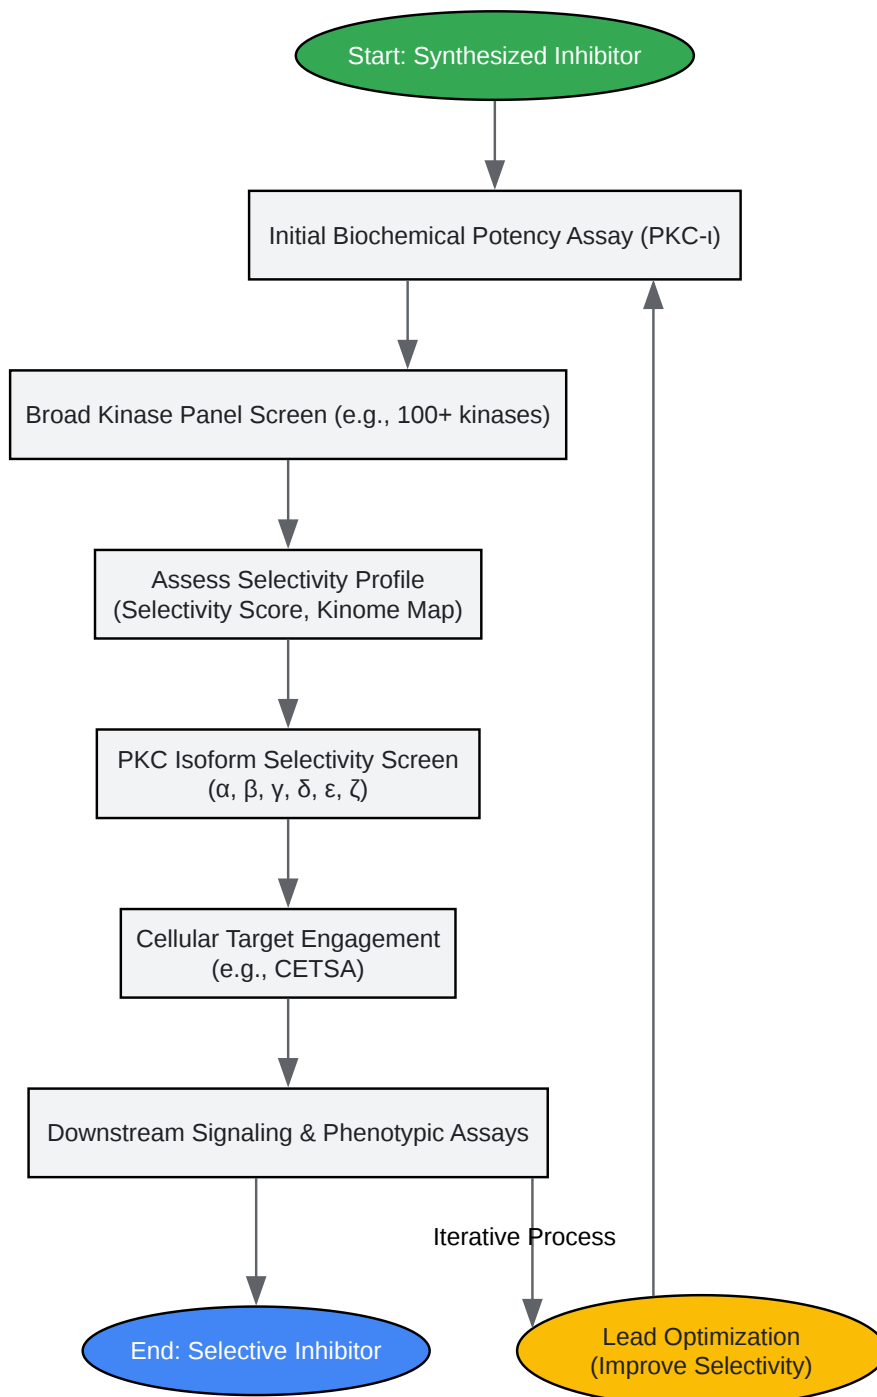 Start: Synthesized Inhibitor
Initial Biochemical Potency Assay (PKC-ι)
Broad Kinase Panel Screen (e.g., 100+ kinases)
Assess Selectivity Profile
(Selectivity Score, Kinome Map)
PKC Isoform Selectivity Screen
(α, β, γ, δ, ε, ζ)
Cellular Target Engagement
(e.g., CETSA)
Downstream Signaling & Phenotypic Assays
Iterative Process
End: Selective Inhibitor
Lead Optimization
(Improve Selectivity)